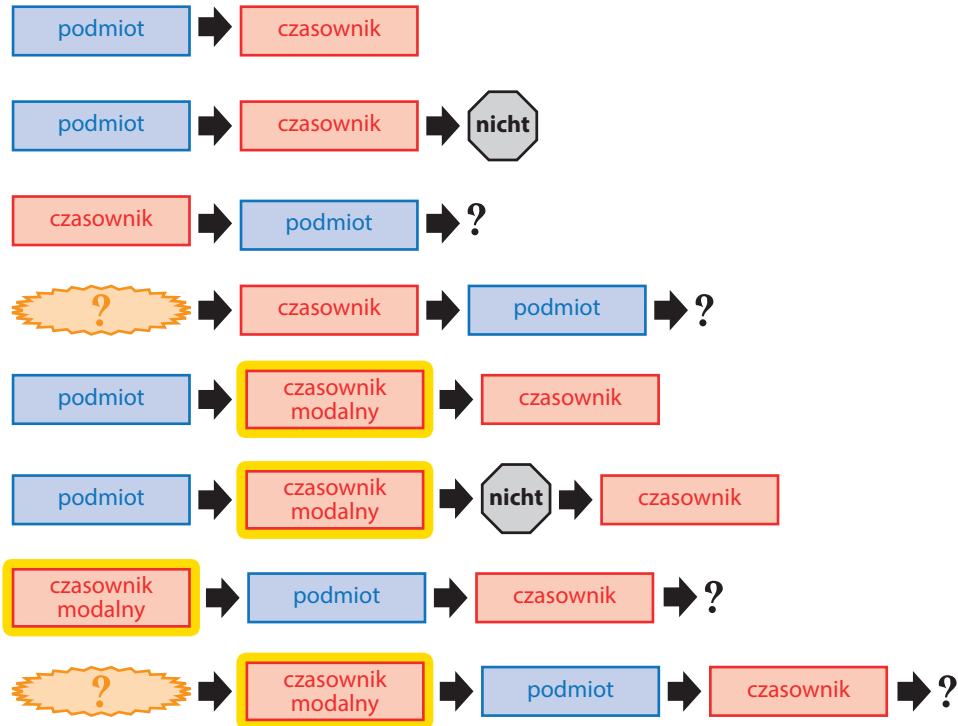 podmiot czasownik
podmiot czasownik nicht
czasownik podmiot ?
? czasownik podmiot ?
podmiot czasownik modalny czasownik
podmiot czasownik modalny nicht czasownik
czasownik modalny podmiot czasownik ?
? czasownik modalny podmiot czasownik ?